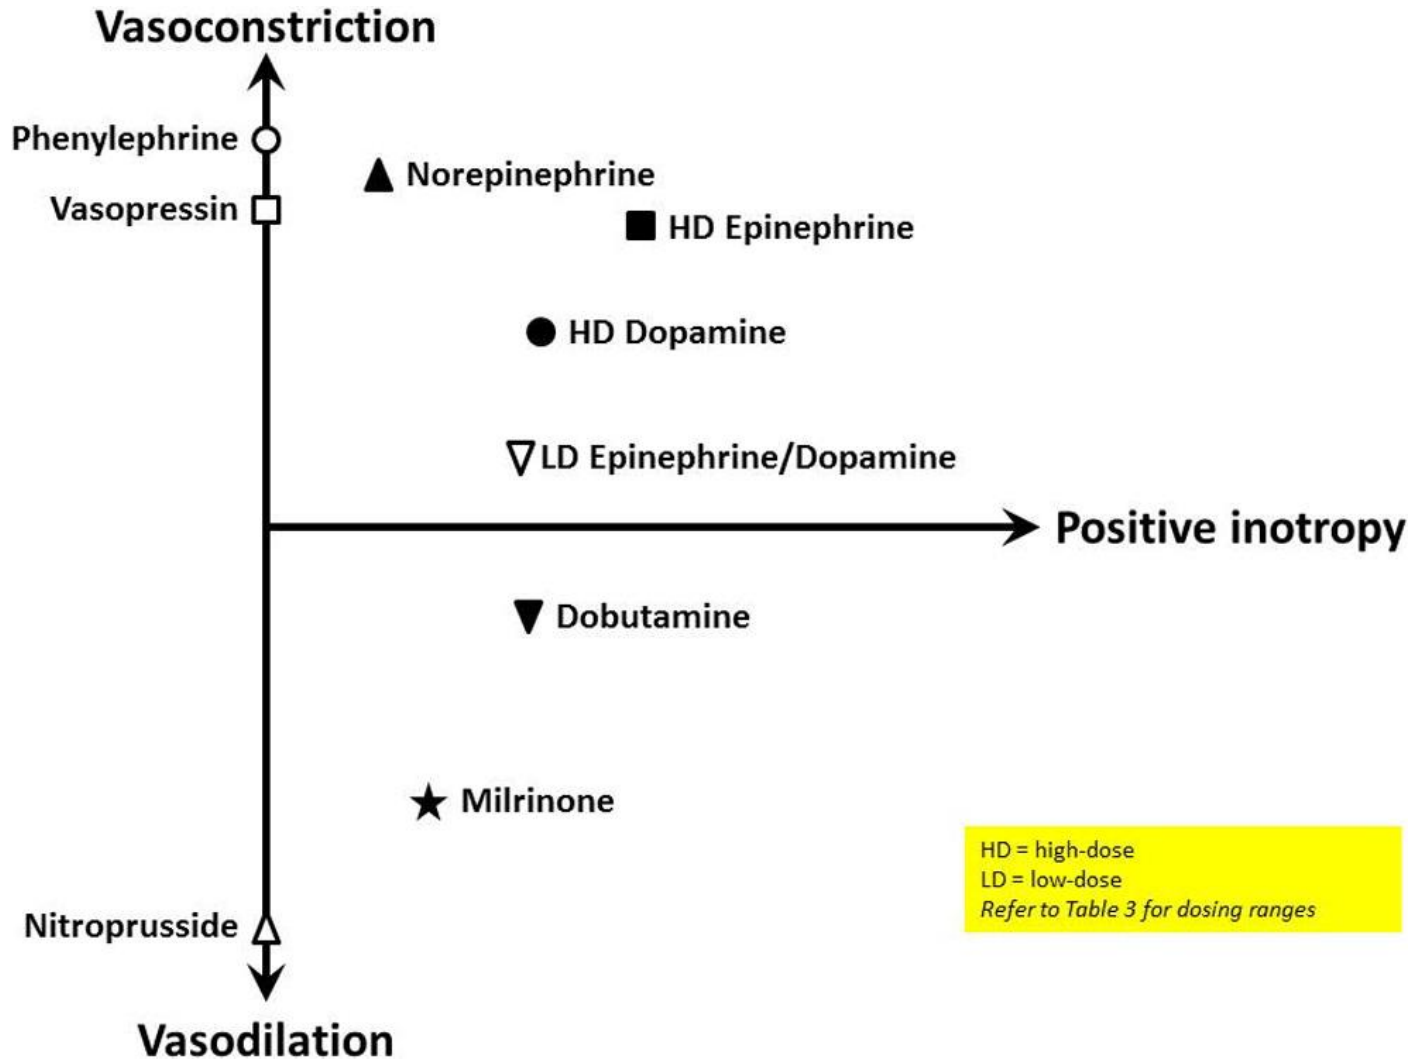 Vasoconstriction
Phenylephrine
Norepinephrine
Vasopressin
HD Epinephrine
HD Dopamine
LD Epinephrine/Dopamine
Positive inotropy
Dobutamine
Milrinone
HD = high-dose
LD = low-dose
Refer to Table 3 for dosing ranges
Nitroprusside
Vasodilation